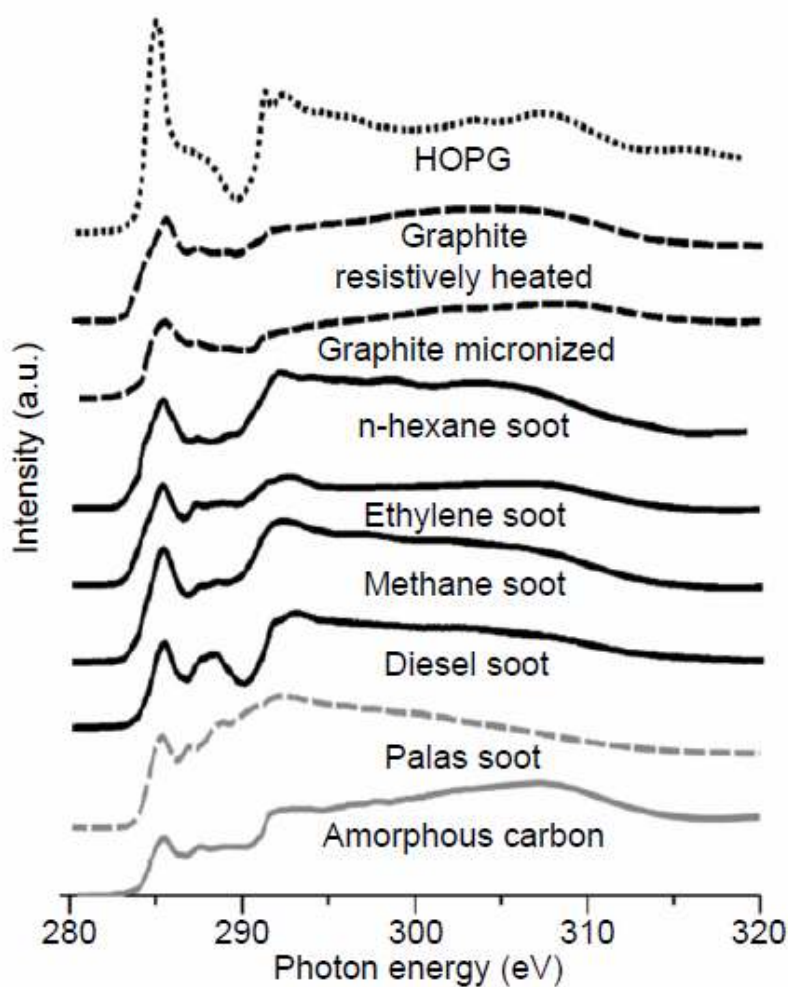 HOPG
Graphite
resistively heated
Graphite micronized
n-hexane soot
Ethylene soot
Methane soot
Diesel soot
Palas soot
Amorphous carbon
Intensity (a.u.)
280 290 300 310 320
Photon energy (eV)